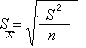 S_x̄ = √(S²/n)